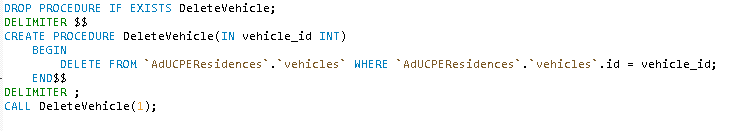 DROP PROCEDURE IF EXISTS DeleteVehicle;
DELIMITER $$
CREATE PROCEDURE DeleteVehicle(IN vehicle_id INT)
    BEGIN
        DELETE FROM `AdUCPEResidences`.`vehicles` WHERE `AdUCPEResidences`.`vehicles`.id = vehicle_id;
    END$$
DELIMITER ;
CALL DeleteVehicle(1);